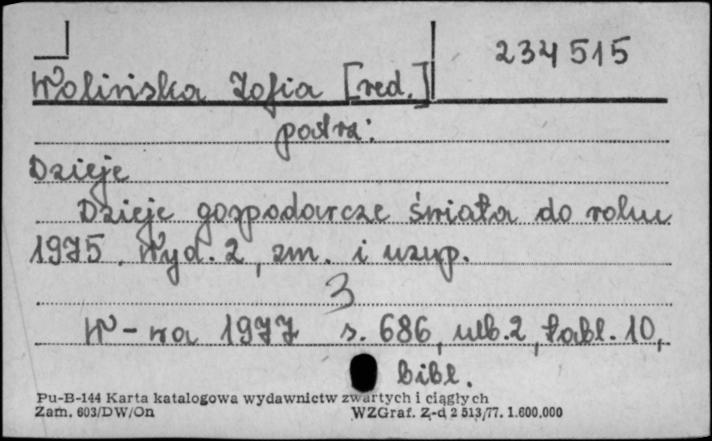 234515
Wolińska Zofia [red.]
patrz:
Dzieje
Dzieje gospodarcze świata do roku
1975. Wyd. 2, zm. i uzup.
3
W-wa 1977 s. 686, nlb. 2, tabl. 10,
bibl.
Pu-B-144 Karta katalogowa wydawnictw zwartych i ciągłych
Zam. 603/DW/On WZGraf. Z-d 2 513/77. 1.600.000